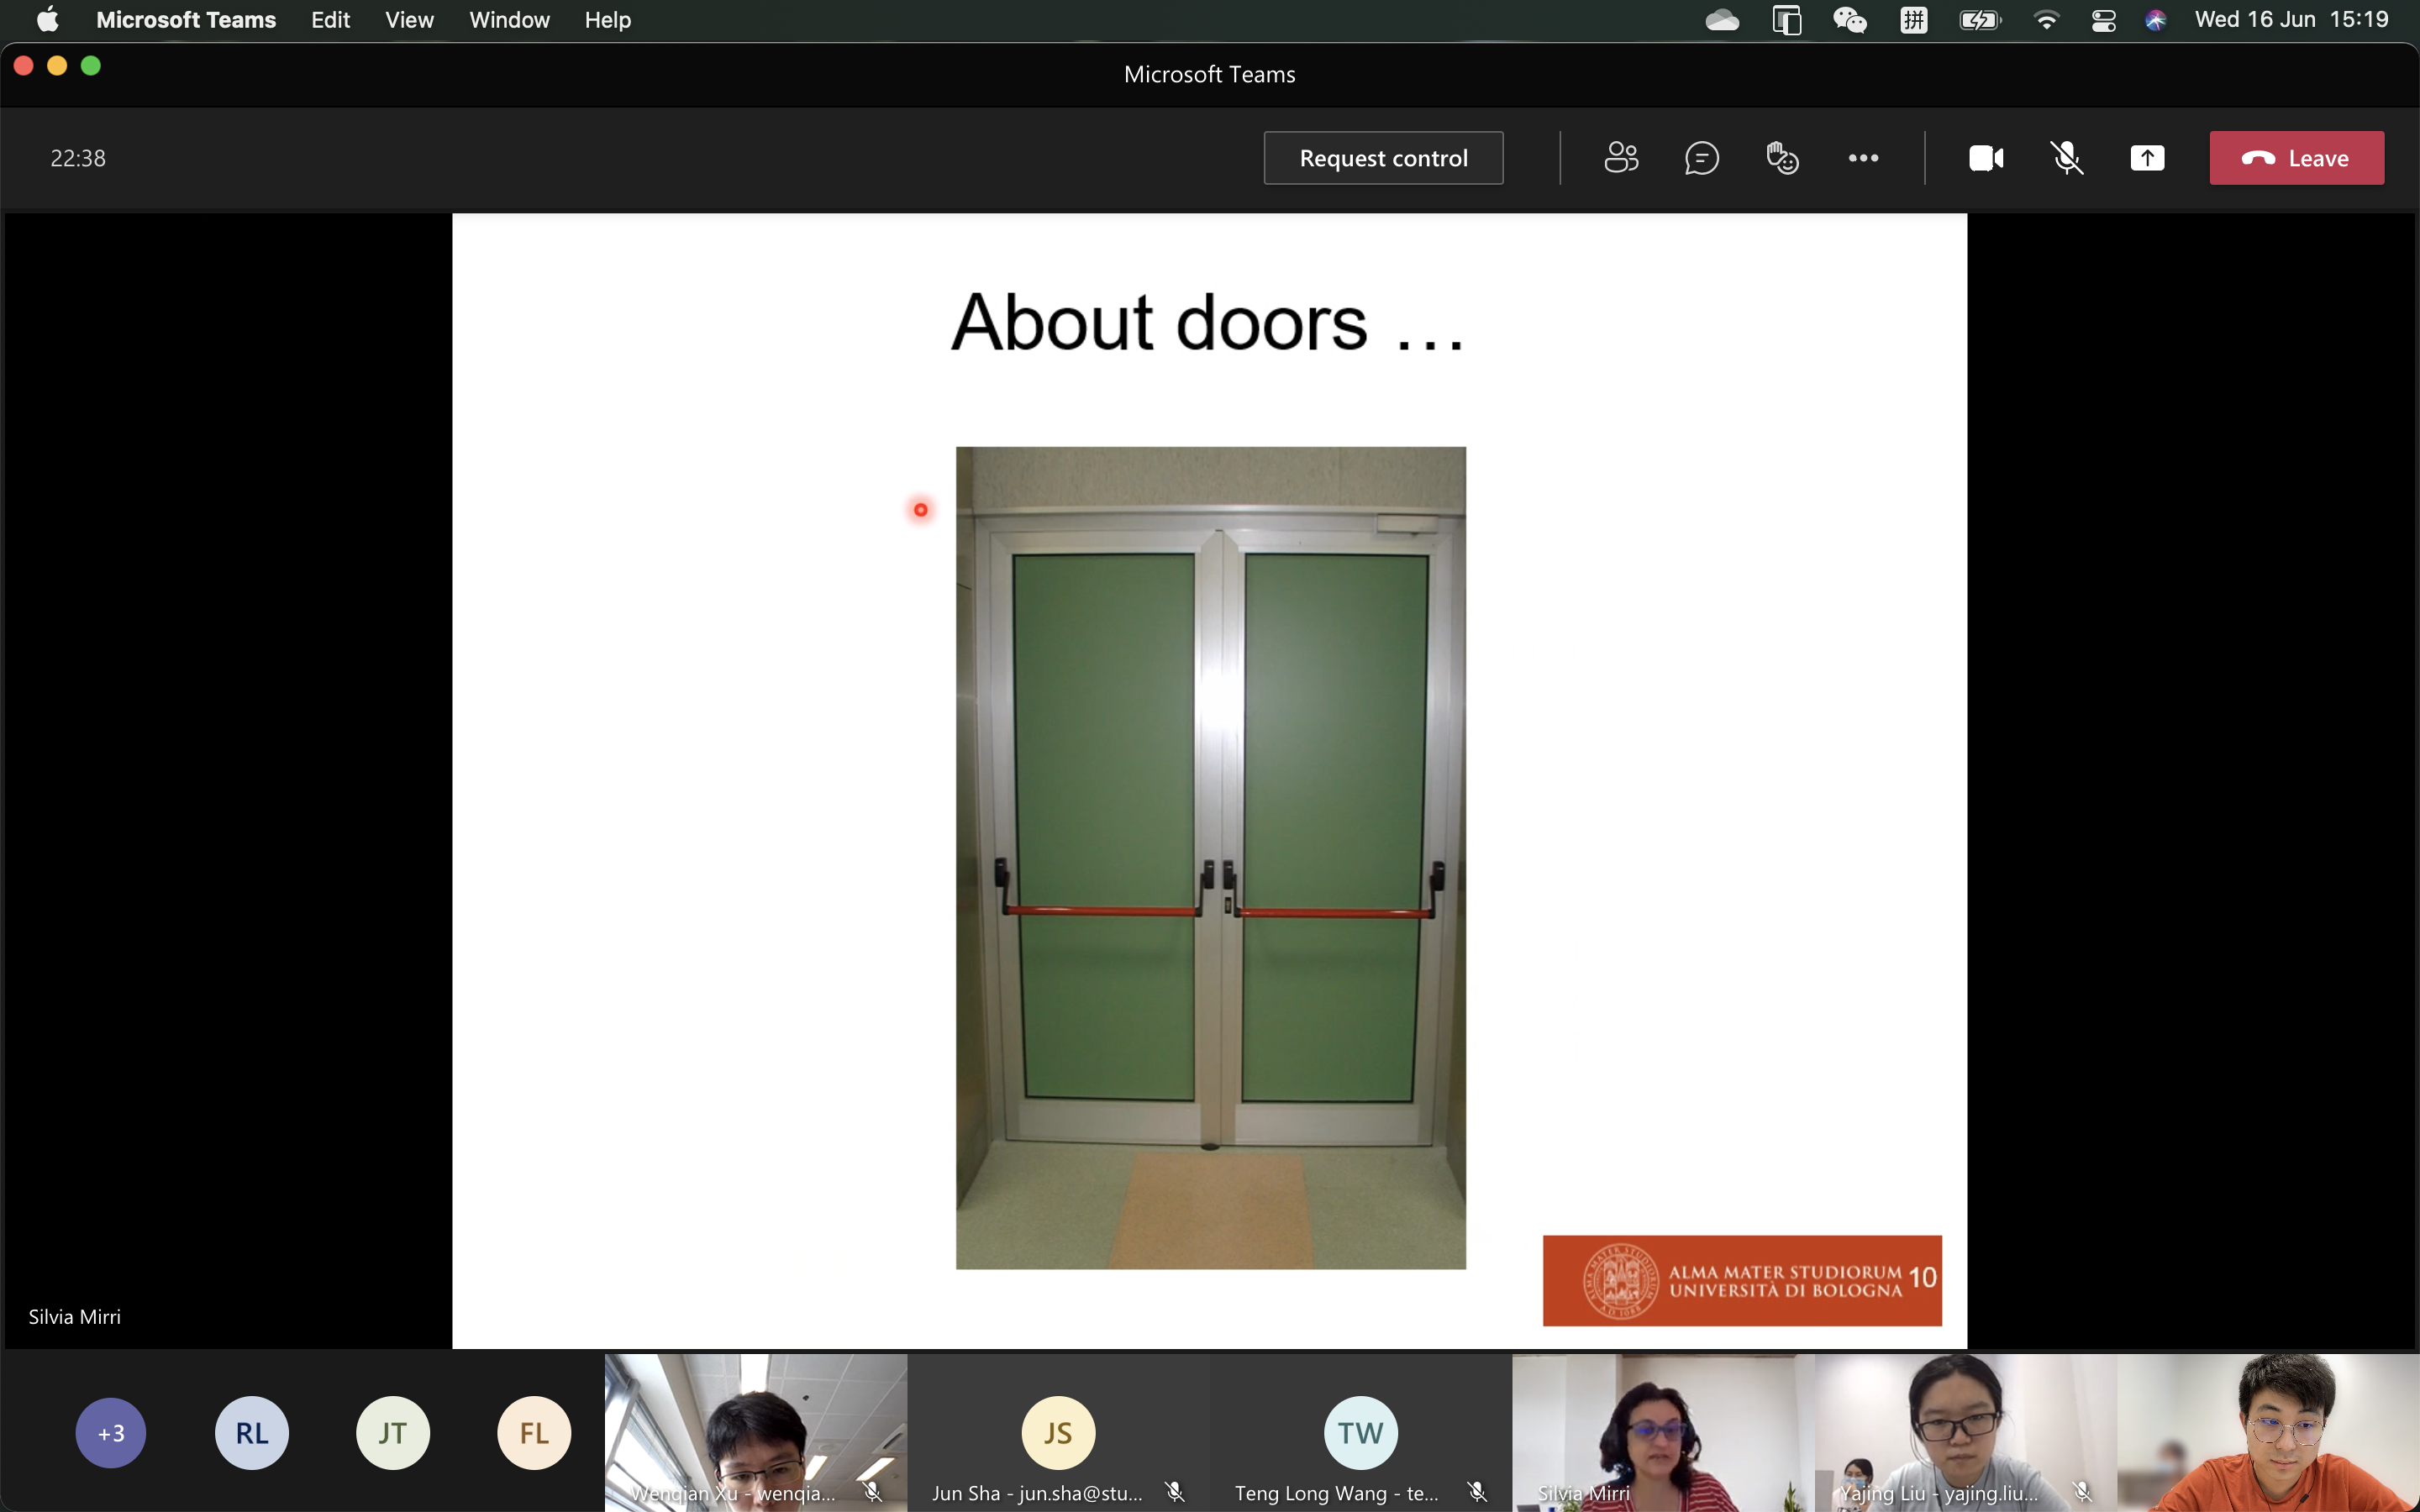 Microsoft Teams Edit View Window Help 拼 Wed 16 Jun 15:19
Microsoft Teams
22:38 Request control Leave
About doors ...
ALMA MATER STUDIORUM
UNIVERSITÀ DI BOLOGNA
10
Silvia Mirri
+3 RL JT FL JS TW
Wenqian Xu - wenqia... Jun Sha - jun.sha@stu... Teng Long Wang - te... Silvia Mirri Yajing Liu - yajing.liu...